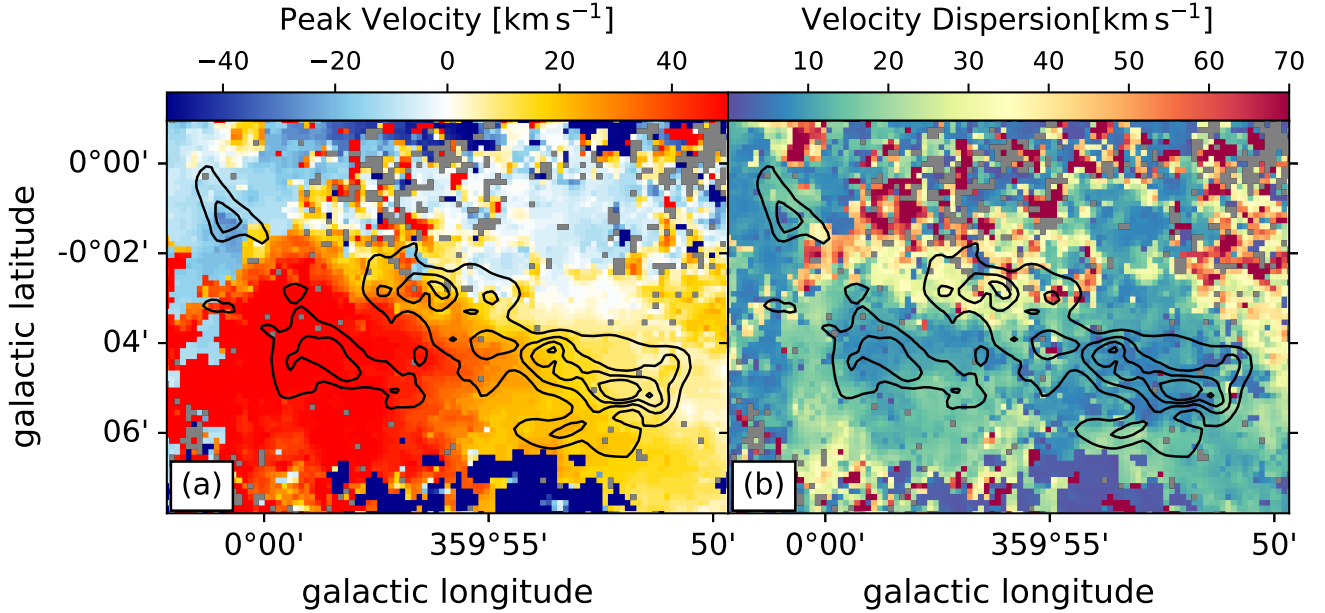 Peak Velocity [km s⁻¹]
Velocity Dispersion[km s⁻¹]
−40 −20 0 20 40
10 20 30 40 50 60 70
galactic latitude
0°00'
-0°02'
04'
06'
(a)
(b)
0°00' 359°55' 50'
0°00' 359°55' 50'
galactic longitude
galactic longitude